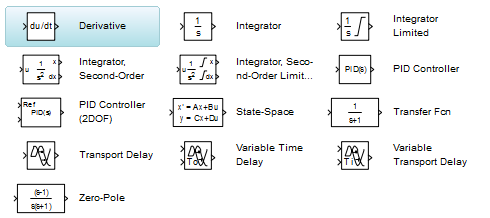 du/dt
Derivative
1
s
Integrator
1
s
Integrator
Limited
u
1
s²
x
dx
Integrator,
Second-Order
u
1
s²
x
dx
Integrator, Seco-
nd-Order Limit...
PID(s)
PID Controller
Ref
PID(s)
PID Controller
(2DOF)
x' = Ax+Bu
y = Cx+Du
State-Space
1
s+1
Transfer Fcn
Transport Delay
To
Variable Time
Delay
Ti
Variable
Transport Delay
(s-1)
s(s+1)
Zero-Pole